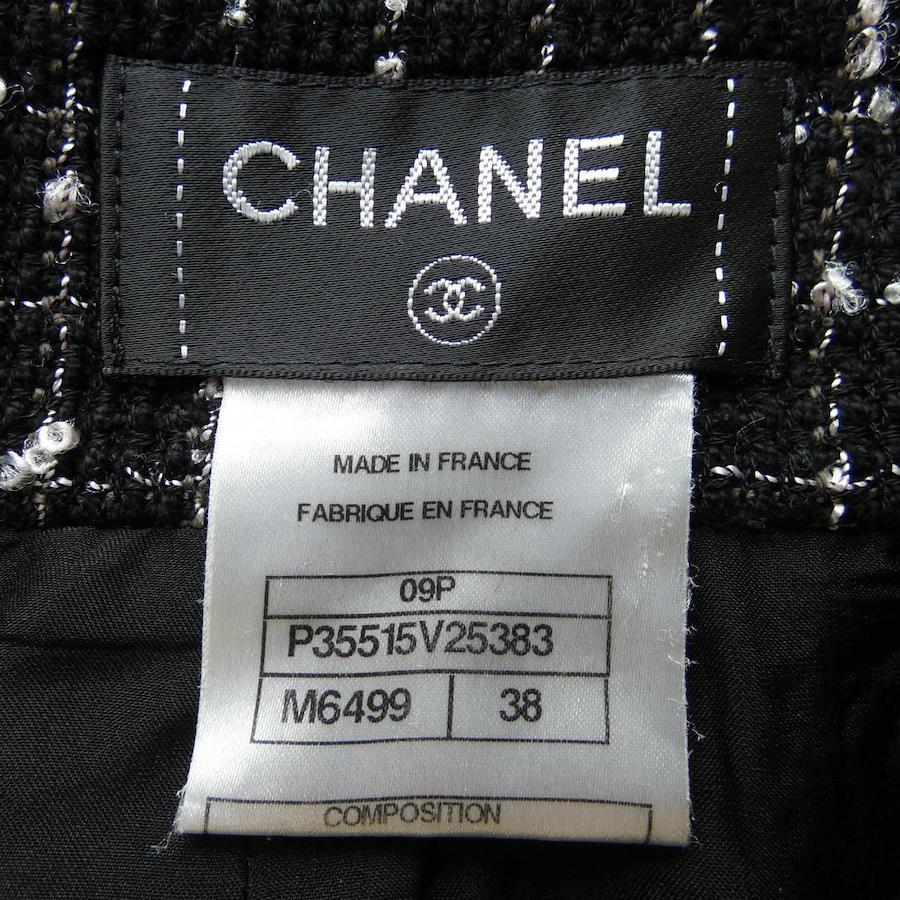 CHANEL
MADE IN FRANCE
FABRIQUE EN FRANCE
09P
P35515V25383
M6499 38
COMPOSITION